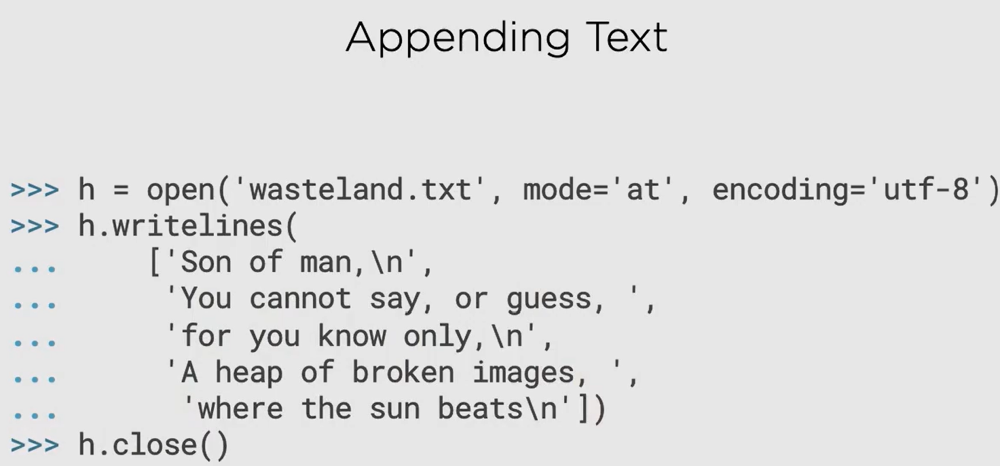 Appending Text
>>> h = open('wasteland.txt', mode='at', encoding='utf-8')
>>> h.writelines(
...     ['Son of man,\n',
...      'You cannot say, or guess, ',
...      'for you know only,\n',
...      'A heap of broken images, ',
...       'where the sun beats\n'])
>>> h.close()